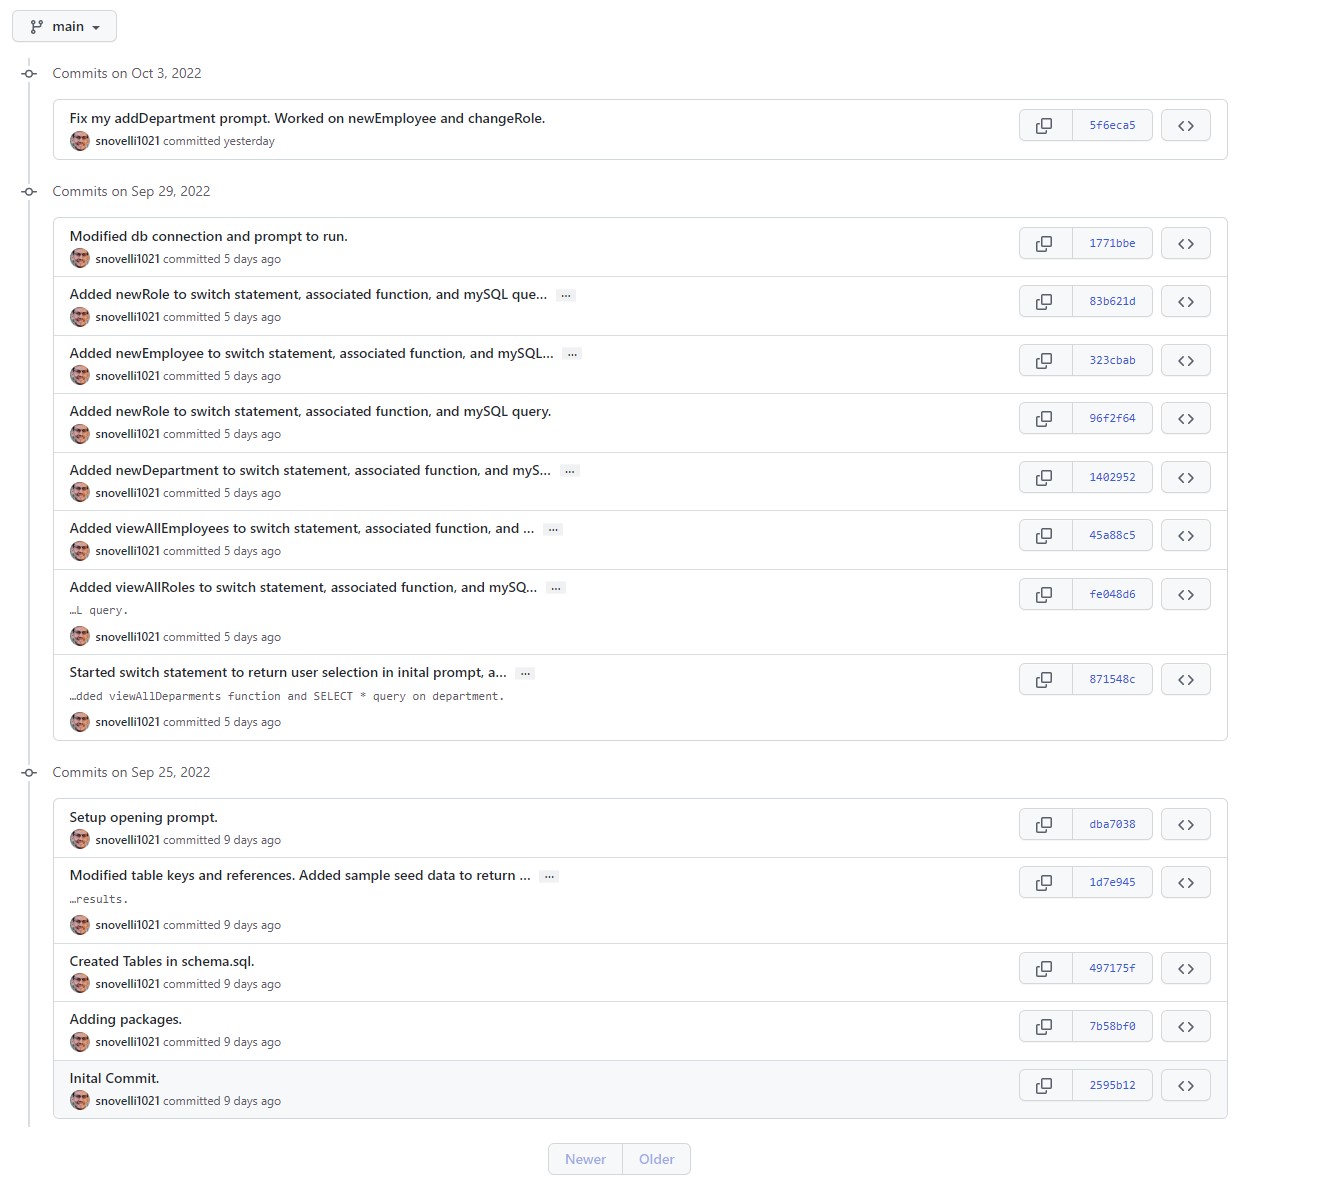 main
Commits on Oct 3, 2022
Fix my addDepartment prompt. Worked on newEmployee and changeRole.
snovelli1021 committed yesterday
5f6eca5
Commits on Sep 29, 2022
Modified db connection and prompt to run.
snovelli1021 committed 5 days ago
1771bbe
Added newRole to switch statement, associated function, and mySQL que... …
snovelli1021 committed 5 days ago
83b621d
Added newEmployee to switch statement, associated function, and mySQL... …
snovelli1021 committed 5 days ago
323cbab
Added newRole to switch statement, associated function, and mySQL query.
snovelli1021 committed 5 days ago
96f2f64
Added newDepartment to switch statement, associated function, and myS... …
snovelli1021 committed 5 days ago
1402952
Added viewAllEmployees to switch statement, associated function, and ... …
snovelli1021 committed 5 days ago
45a88c5
Added viewAllRoles to switch statement, associated function, and mySQ... …
…L query.
snovelli1021 committed 5 days ago
fe048d6
Started switch statement to return user selection in inital prompt, a... …
…dded viewAllDeparments function and SELECT * query on department.
snovelli1021 committed 5 days ago
871548c
Commits on Sep 25, 2022
Setup opening prompt.
snovelli1021 committed 9 days ago
dba7038
Modified table keys and references. Added sample seed data to return ... …
…results.
snovelli1021 committed 9 days ago
1d7e945
Created Tables in schema.sql.
snovelli1021 committed 9 days ago
497175f
Adding packages.
snovelli1021 committed 9 days ago
7b58bf0
Inital Commit.
snovelli1021 committed 9 days ago
2595b12
Newer Older